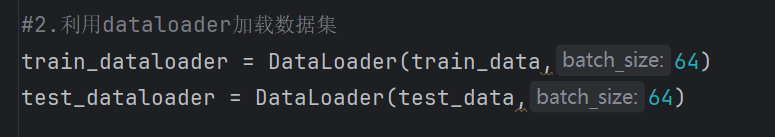 #2.利用dataloader加载数据集
train_dataloader = DataLoader(train_data,batch_size:64)
test_dataloader = DataLoader(test_data,batch_size:64)